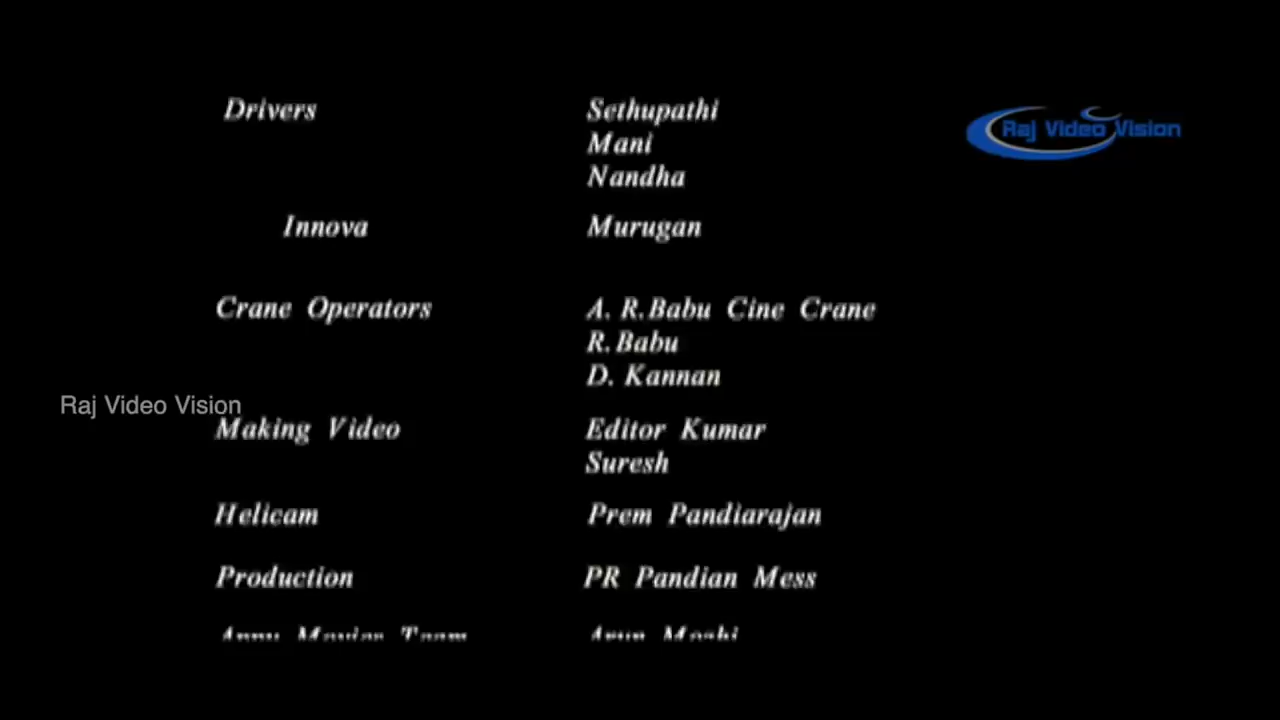 Drivers Sethupathi
Mani
Nandha
Raj Video Vision
Innova Murugan
Crane Operators A. R.Babu Cine Crane
R.Babu
D. Kannan
Raj Video Vision
Making Video Editor Kumar
Suresh
Helicam Prem Pandiarajan
Production PR Pandian Mess
Team